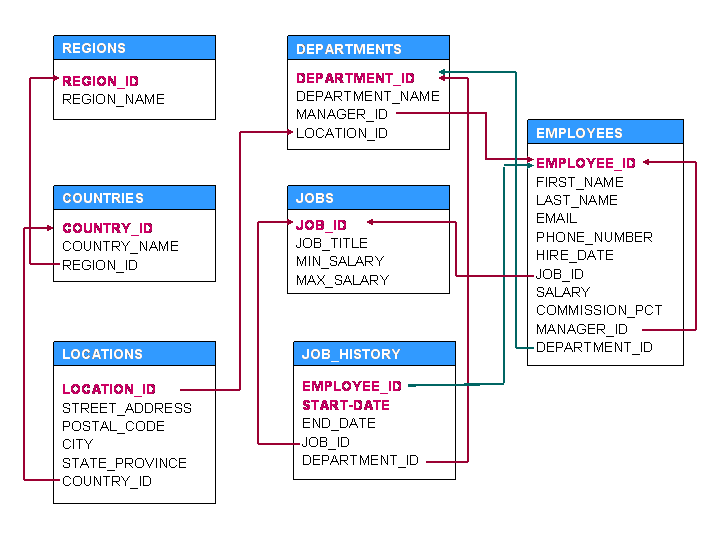 REGIONS
REGION_ID
REGION_NAME
DEPARTMENTS
DEPARTMENT_ID
DEPARTMENT_NAME
MANAGER_ID
LOCATION_ID
EMPLOYEES
EMPLOYEE_ID
FIRST_NAME
LAST_NAME
EMAIL
PHONE_NUMBER
HIRE_DATE
JOB_ID
SALARY
COMMISSION_PCT
MANAGER_ID
DEPARTMENT_ID
COUNTRIES
COUNTRY_ID
COUNTRY_NAME
REGION_ID
JOBS
JOB_ID
JOB_TITLE
MIN_SALARY
MAX_SALARY
LOCATIONS
LOCATION_ID
STREET_ADDRESS
POSTAL_CODE
CITY
STATE_PROVINCE
COUNTRY_ID
JOB_HISTORY
EMPLOYEE_ID
START-DATE
END_DATE
JOB_ID
DEPARTMENT_ID